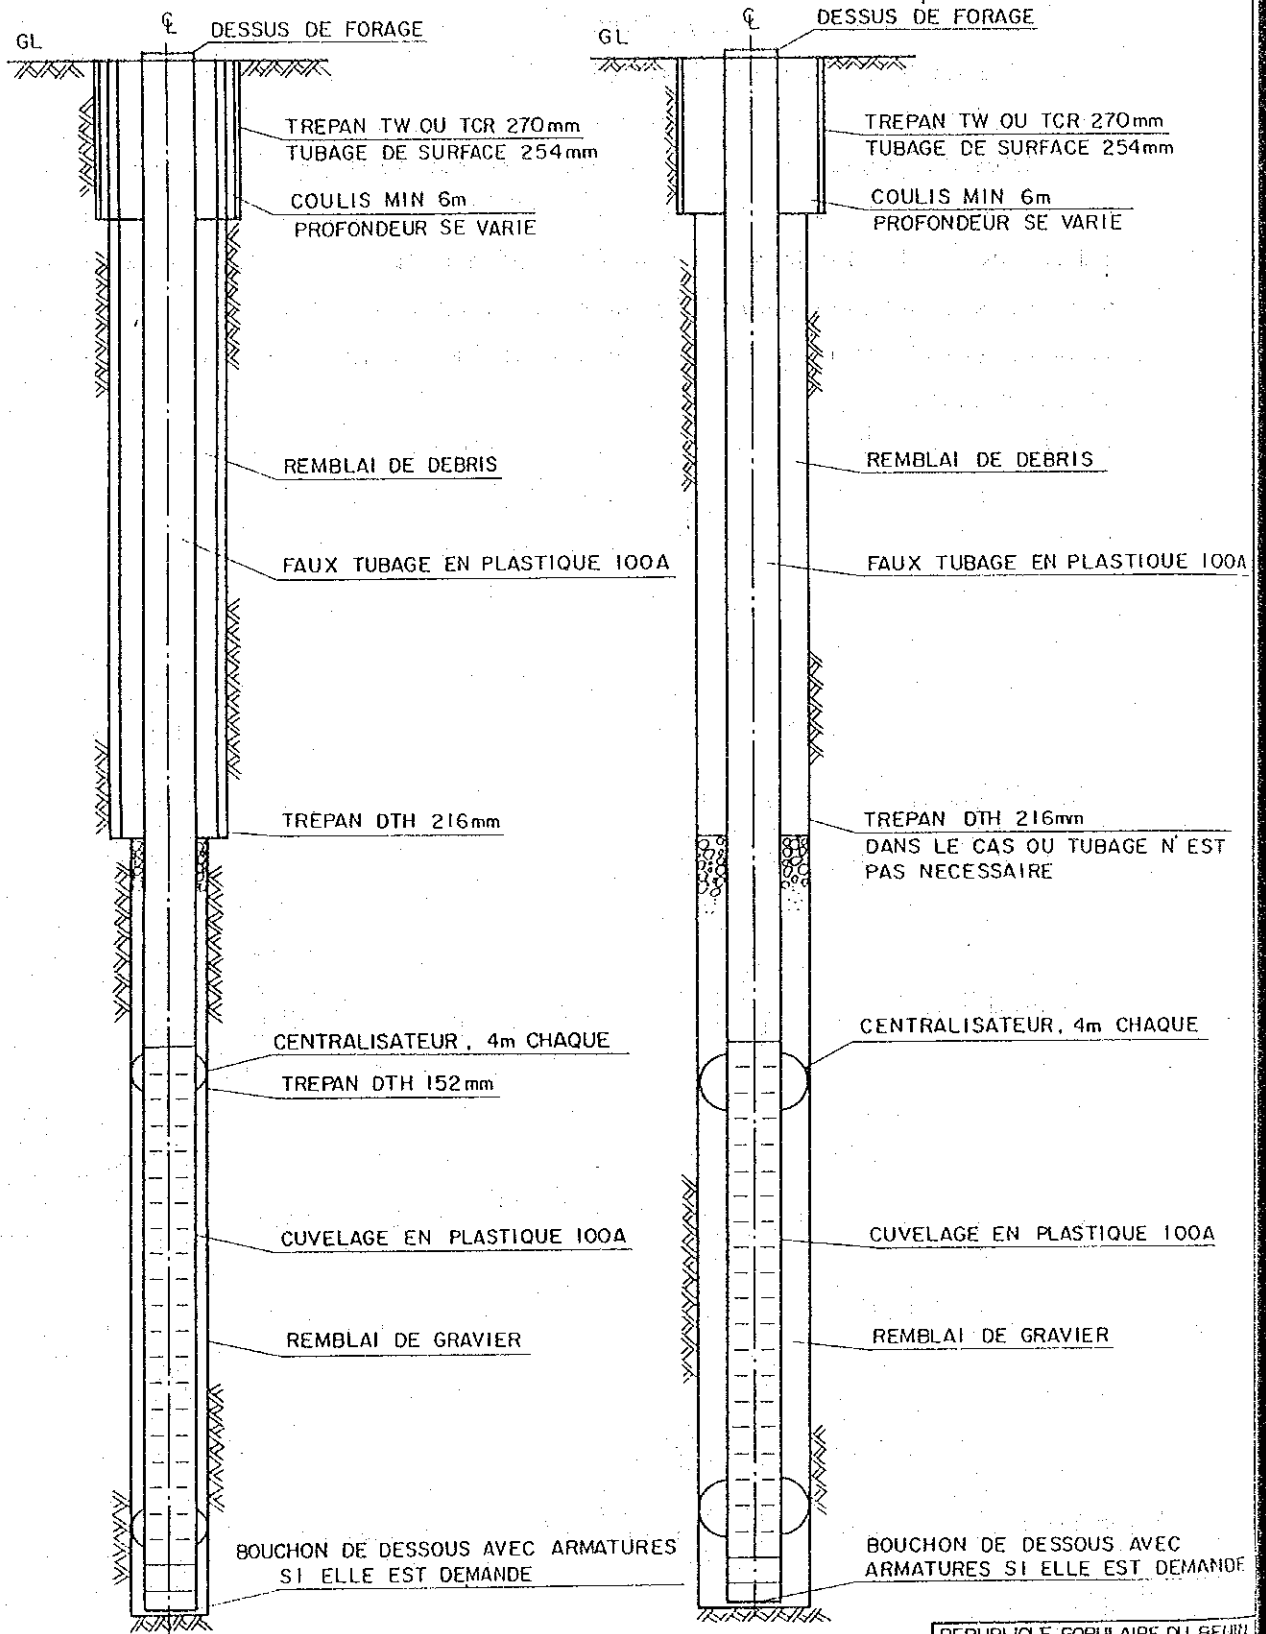 GL
℄
DESSUS DE FORAGE
TREPAN TW OU TCR 270mm
TUBAGE DE SURFACE 254mm
COULIS MIN 6m
PROFONDEUR SE VARIE
REMBLAI DE DEBRIS
FAUX TUBAGE EN PLASTIQUE 100A
TREPAN DTH 216mm
CENTRALISATEUR, 4m CHAQUE
TREPAN DTH 152mm
CUVELAGE EN PLASTIQUE 100A
REMBLAI DE GRAVIER
BOUCHON DE DESSOUS AVEC ARMATURES
SI ELLE EST DEMANDE
GL
℄
DESSUS DE FORAGE
TREPAN TW OU TCR 270mm
TUBAGE DE SURFACE 254mm
COULIS MIN 6m
PROFONDEUR SE VARIE
REMBLAI DE DEBRIS
FAUX TUBAGE EN PLASTIQUE 100A
TREPAN DTH 216mm
DANS LE CAS OU TUBAGE N'EST
PAS NECESSAIRE
CENTRALISATEUR, 4m CHAQUE
CUVELAGE EN PLASTIQUE 100A
REMBLAI DE GRAVIER
BOUCHON DE DESSOUS AVEC
ARMATURES SI ELLE EST DEMANDE